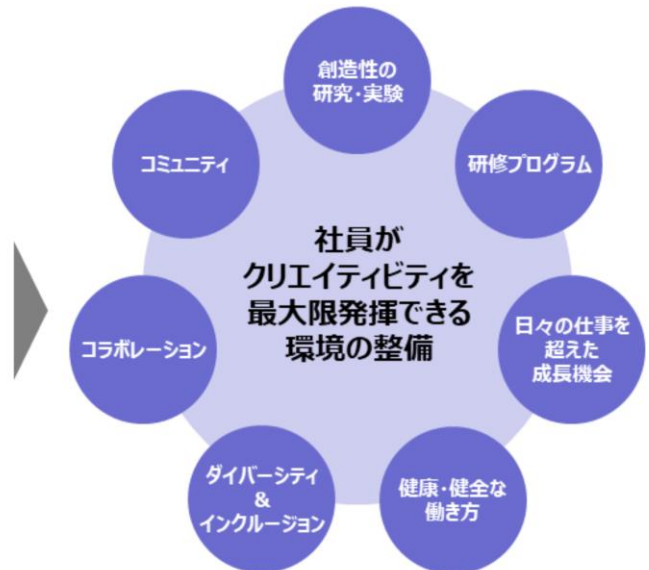 創造性の
研究・実験
コミュニティ
研修プログラム
社員が
クリエイティビティを
最大限発揮できる
環境の整備
コラボレーション
日々の仕事を
超えた
成長機会
ダイバーシティ
&
インクルージョン
健康・健全な
働き方